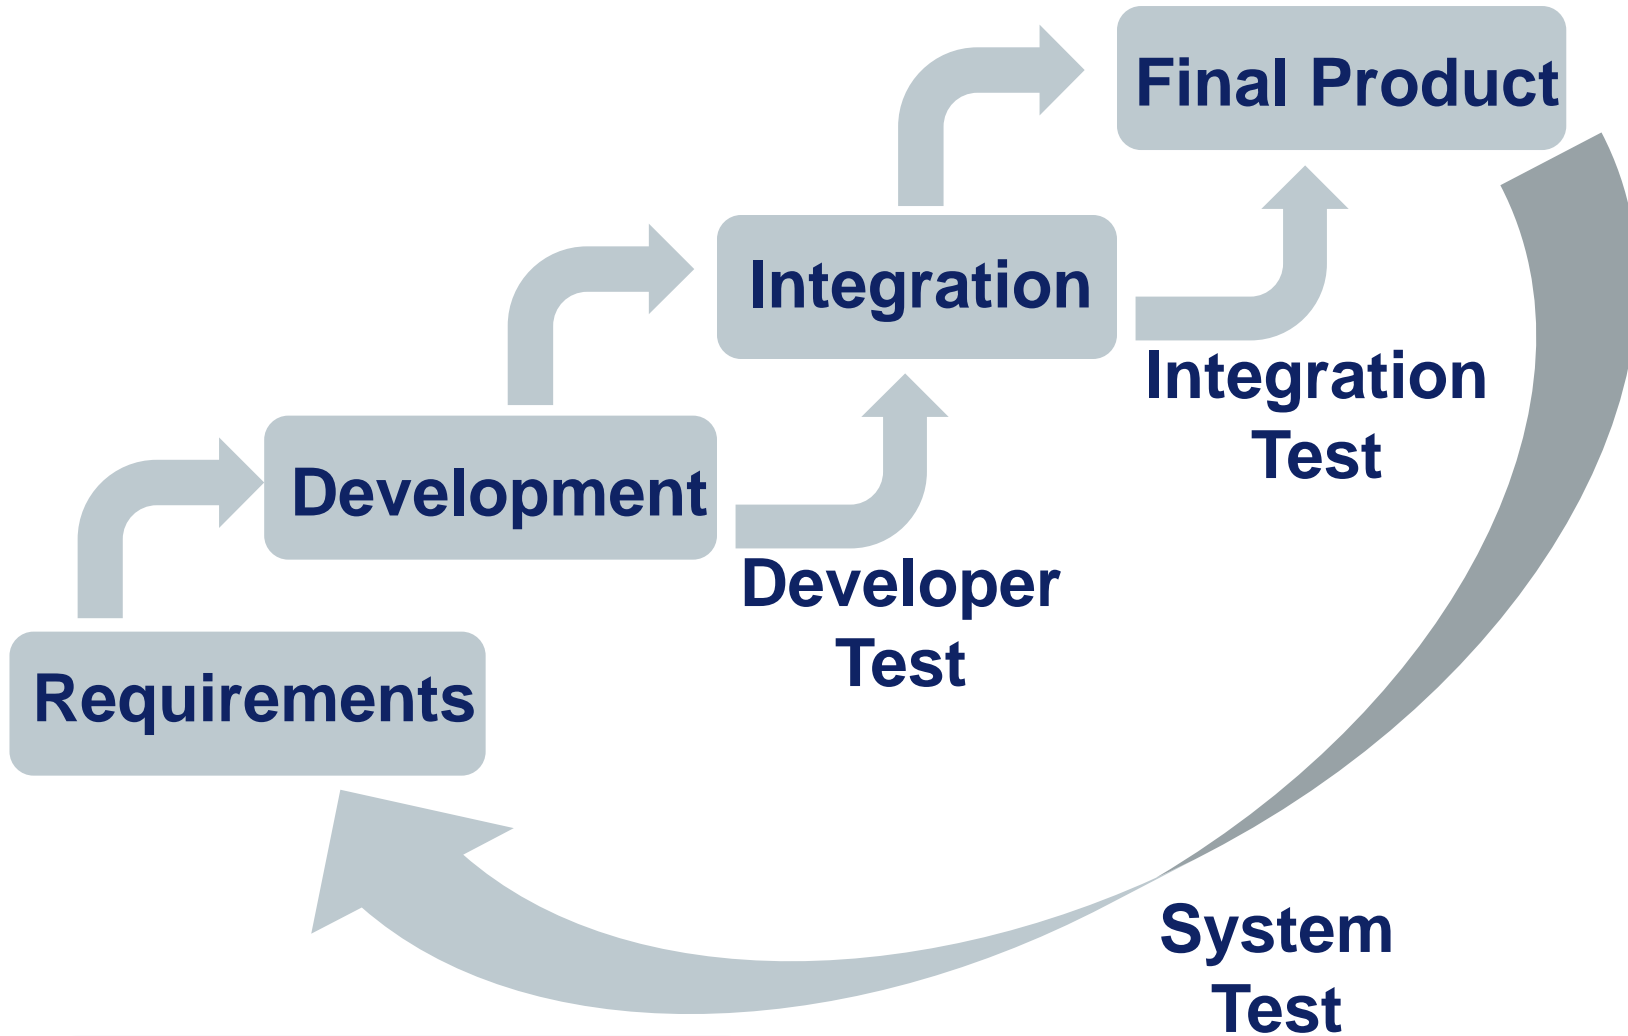 Final Product
Integration
Integration
Test
Development
Developer
Test
Requirements
System
Test